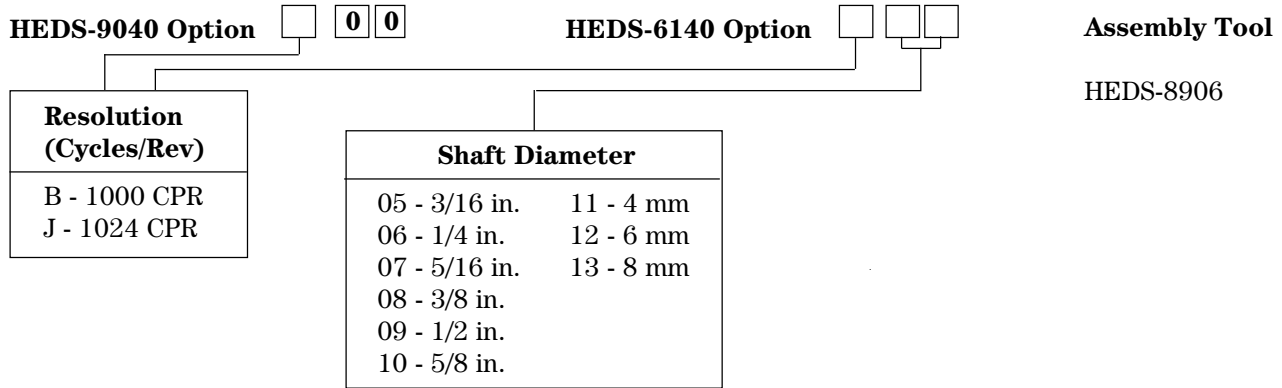 HEDS-9040 Option 0 0 HEDS-6140 Option Assembly Tool
HEDS-8906
Resolution
(Cycles/Rev)
B - 1000 CPR
J - 1024 CPR
Shaft Diameter
05 - 3/16 in. 11 - 4 mm
06 - 1/4 in. 12 - 6 mm
07 - 5/16 in. 13 - 8 mm
08 - 3/8 in.
09 - 1/2 in.
10 - 5/8 in.